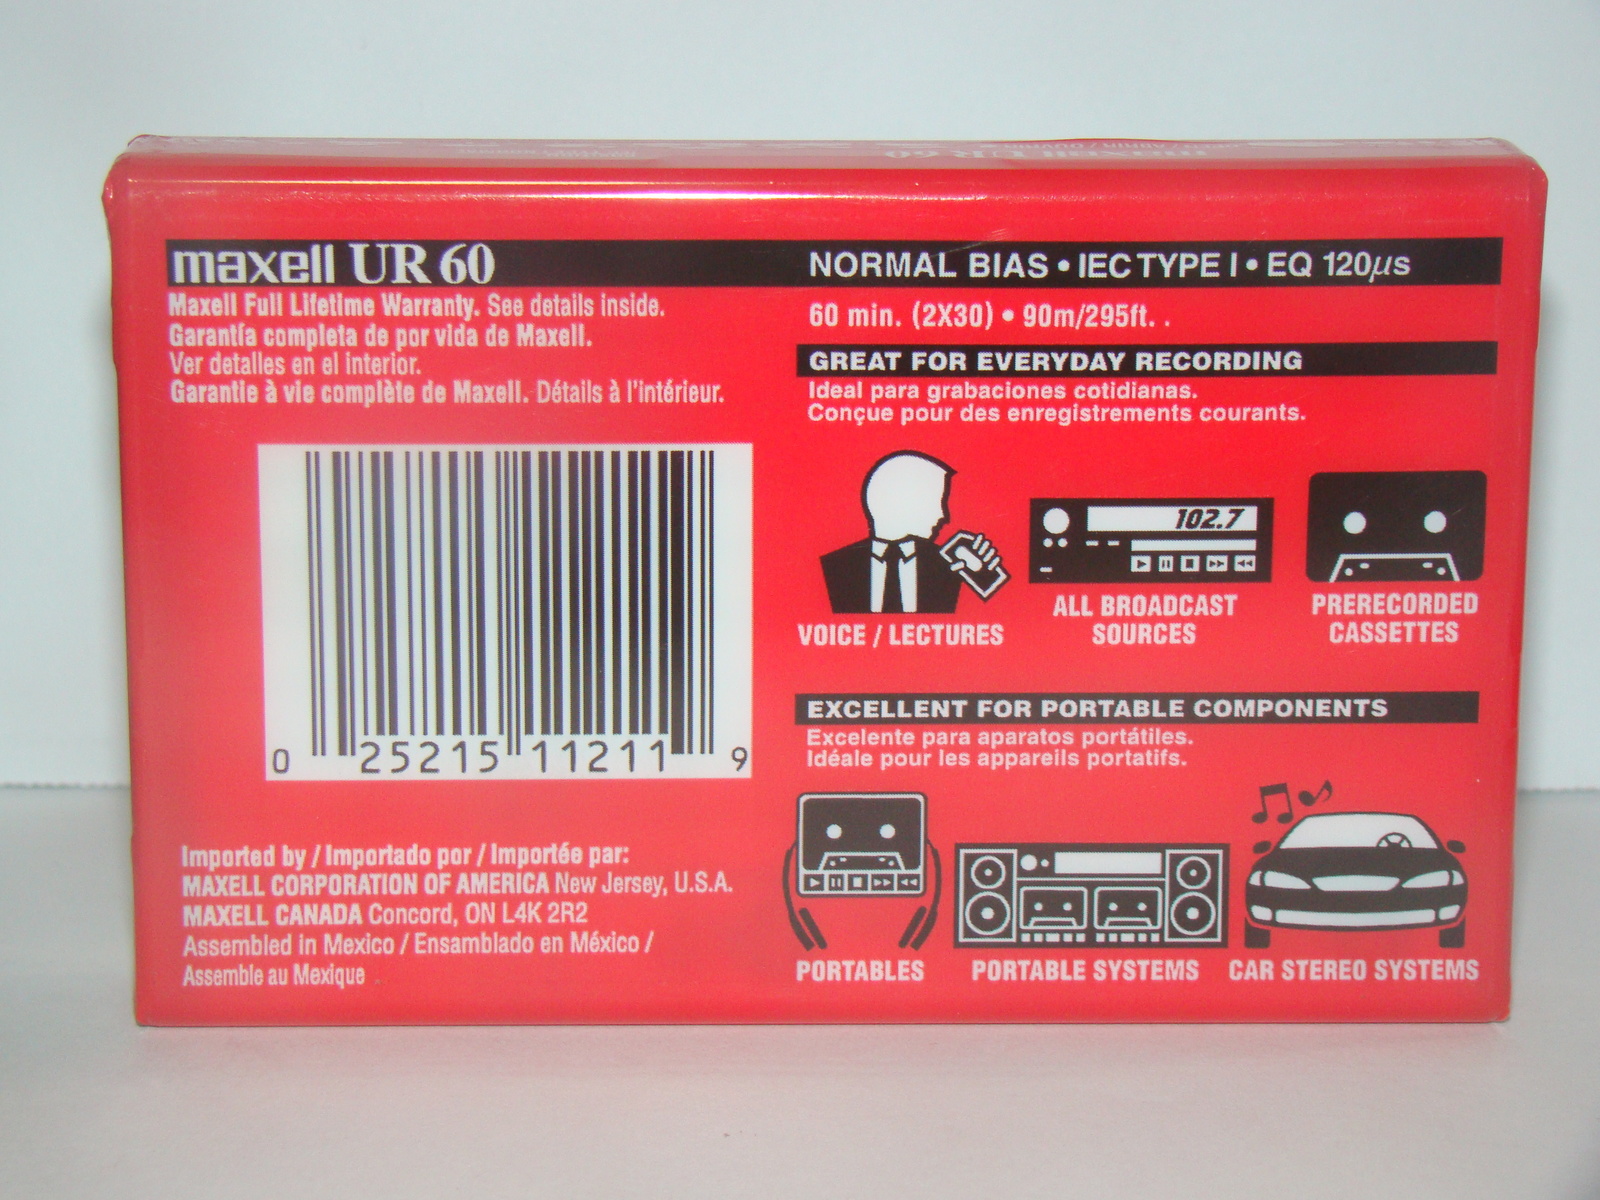 maxell UR 60
maxell UR 60
Maxell Full Lifetime Warranty. See details inside.
Garantía completa de por vida de Maxell.
Ver detalles en el interior.
Garantie à vie complète de Maxell. Détails à l'intérieur.
0 25215 11211 9
Imported by / Importado por / Importée par:
MAXELL CORPORATION OF AMERICA New Jersey, U.S.A.
MAXELL CANADA Concord, ON L4K 2R2
Assembled in Mexico / Ensamblado en México /
Assemble au Mexique
NORMAL BIAS • IEC TYPE I • EQ 120µs
60 min. (2X30) • 90m/295ft. .
GREAT FOR EVERYDAY RECORDING
Ideal para grabaciones cotidianas.
Conçue pour des enregistrements courants.
102.7
VOICE / LECTURES
ALL BROADCAST
SOURCES
PRERECORDED
CASSETTES
EXCELLENT FOR PORTABLE COMPONENTS
Excelente para aparatos portátiles.
Idéale pour les appareils portatifs.
PORTABLES
PORTABLE SYSTEMS
CAR STEREO SYSTEMS